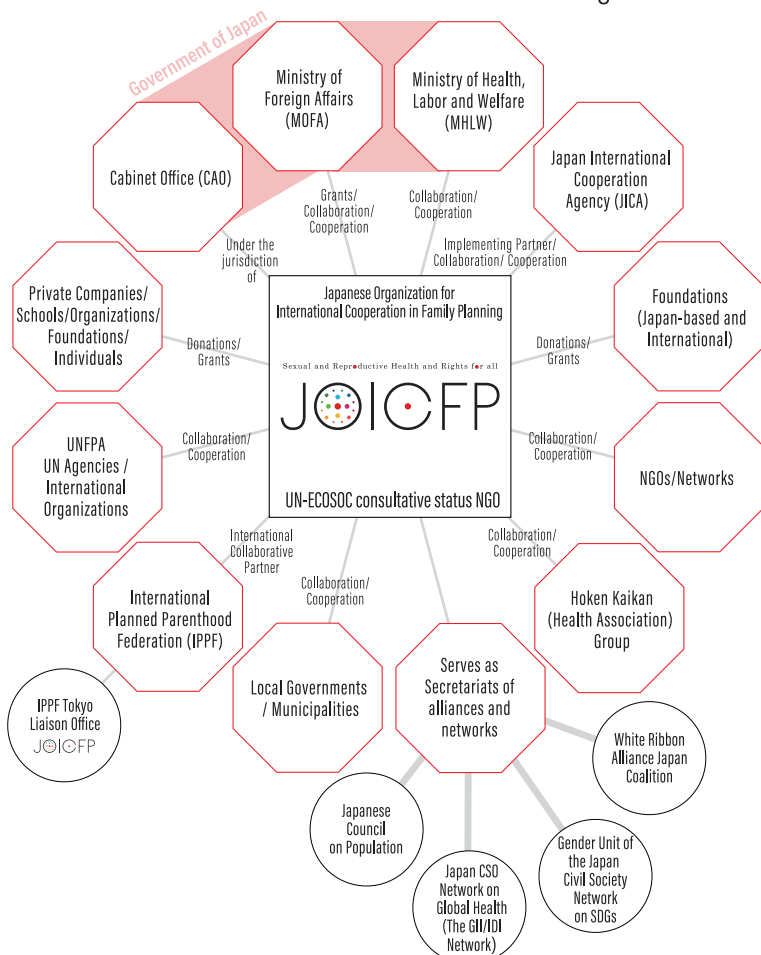 Government of Japan
Ministry of
Foreign Affairs
(MOFA)
Ministry of Health,
Labor and Welfare
(MHLW)
Cabinet Office (CAO)
Japan International
Cooperation
Agency (JICA)
Grants/
Collaboration/
Cooperation
Collaboration/
Cooperation
Under the
jurisdiction
of
Implementing Partner/
Collaboration/ Cooperation
Private Companies/
Schools/Organizations/
Foundations/
Individuals
Donations/
Grants
Japanese Organization for
International Cooperation in Family Planning
Sexual and Reproductive Health and Rights for all
JOICFP
UN-ECOSOC consultative status NGO
Donations/
Grants
Foundations
(Japan-based and
International)
UNFPA
UN Agencies /
International
Organizations
Collaboration/
Cooperation
Collaboration/
Cooperation
NGOs/Networks
International
Collaborative
Partner
Collaboration/
Cooperation
Collaboration/
Cooperation
International
Planned Parenthood
Federation (IPPF)
Hoken Kaikan
(Health Association)
Group
Local Governments
/ Municipalities
Serves as
Secretariats of
alliances and
networks
IPPF Tokyo
Liaison Office
JOICFP
White Ribbon
Alliance Japan
Coalition
Japanese
Council
on Population
Japan CSO
Network on
Global Health
(The GII/IDI
Network)
Gender Unit of
the Japan
Civil Society
Network
on SDGs